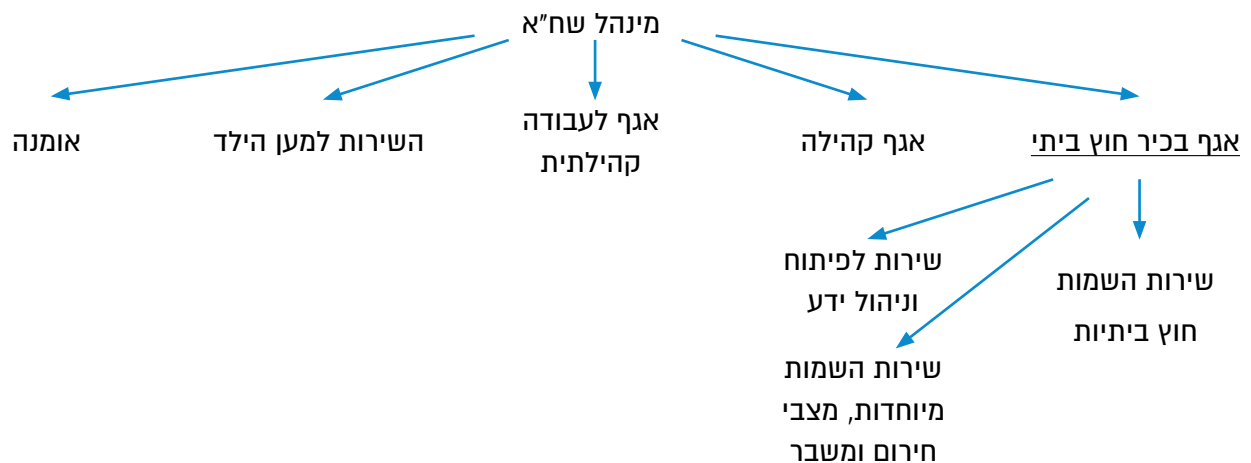 מינהל שח"א
אגף בכיר חוץ ביתי
אגף קהילה
אגף לעבודה
קהילתית
השירות למען הילד
אומנה
שירות השמות
חוץ ביתיות
שירות לפיתוח
וניהול ידע
שירות השמות
מיוחדות, מצבי
חירום ומשבר